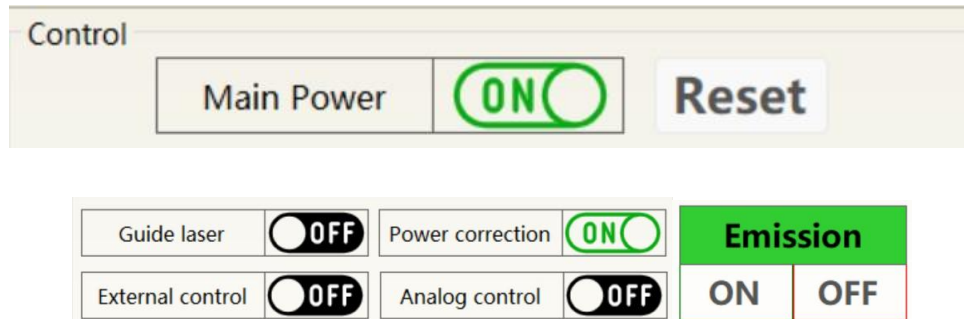 Control
Main Power ON Reset
Guide laser OFF Power correction ON Emission
External control OFF Analog control OFF ON OFF